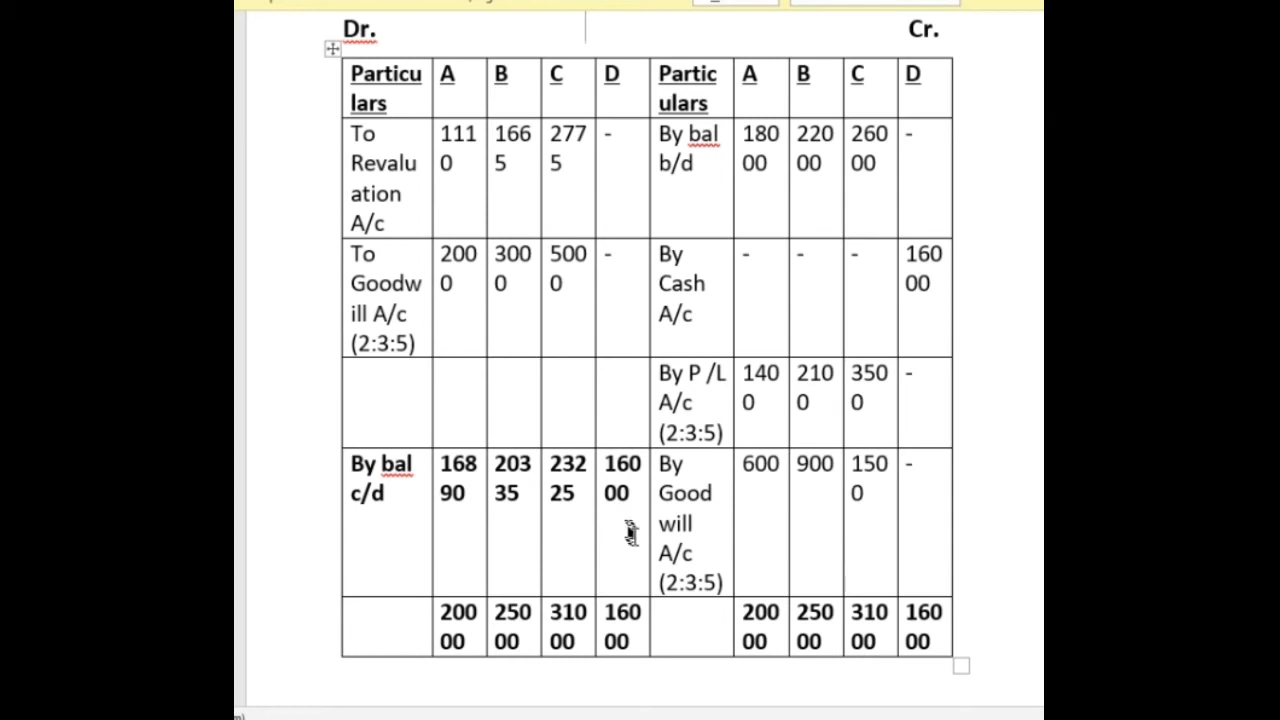 Dr. Cr.
Particu A B C D Partic A B C D
lars ulars
To 111 166 277 - By bal 180 220 260 -
Revalu 0 5 5 b/d 00 00 00
ation
A/c
To 200 300 500 - By - - - 160
Goodw 0 0 0 Cash 00
ill A/c A/c
(2:3:5)
By P /L 140 210 350 -
A/c 0 0 0
(2:3:5)
By bal 168 203 232 160 By 600 900 150 -
c/d 90 35 25 00 Good 0
will
A/c
(2:3:5)
200 250 310 160 200 250 310 160
00 00 00 00 00 00 00 00